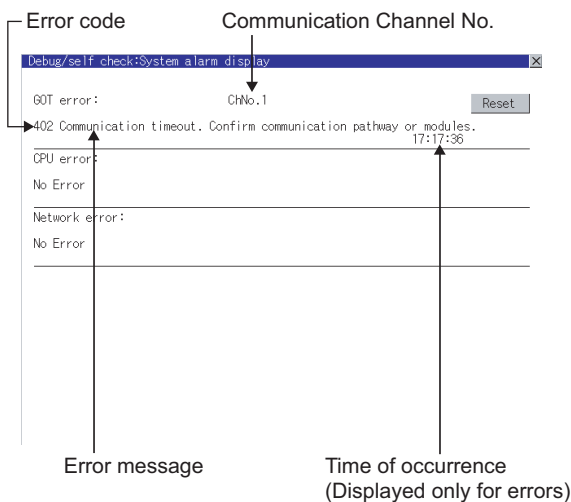 Error code
Communication Channel No.
Debug/self check:System alarm display
GOT error:
ChNo.1
Reset
402 Communication timeout. Confirm communication pathway or modules.
17:17:36
CPU error:
No Error
Network error:
No Error
Error message
Time of occurrence
(Displayed only for errors)